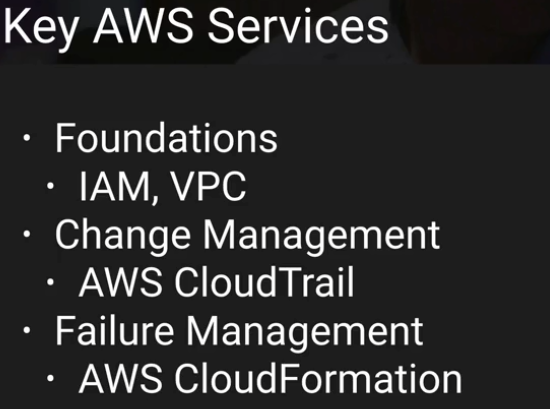 Key AWS Services
• Foundations
• IAM, VPC
• Change Management
• AWS CloudTrail
• Failure Management
• AWS CloudFormation